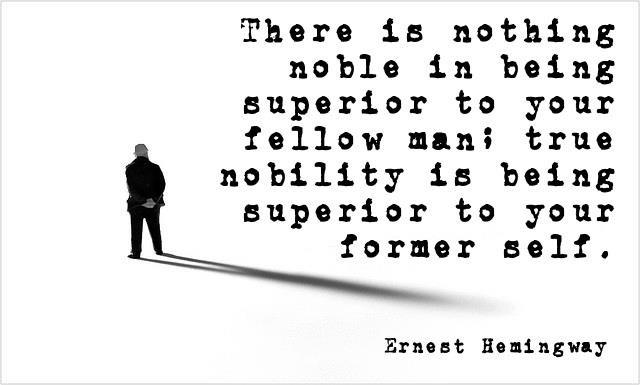 There is nothing
noble in being
superior to your
fellow man; true
nobility is being
superior to your
former self.
Ernest Hemingway